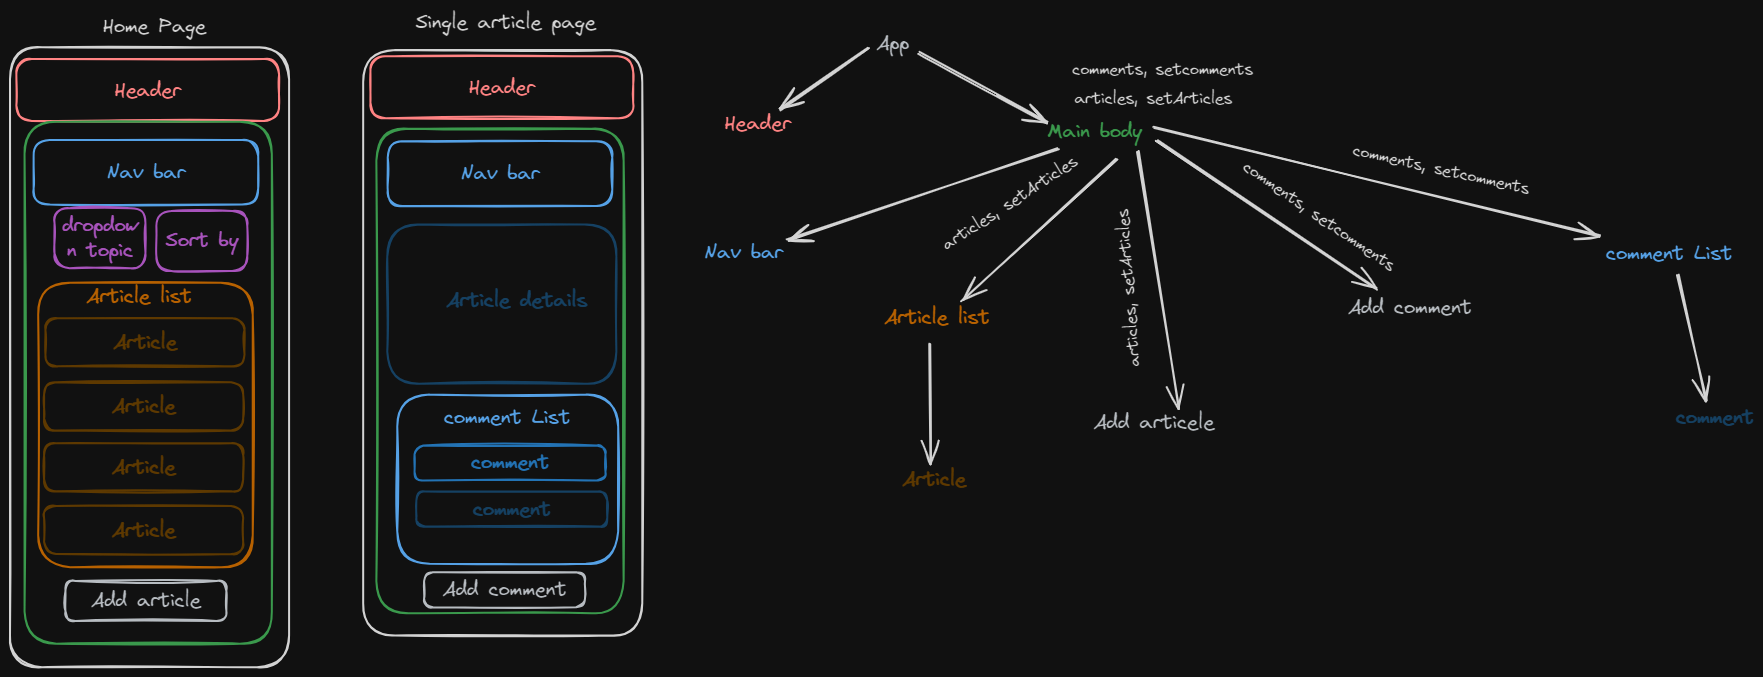 Home Page
Header
Nav bar
dropdow
n topic
Sort by
Article list
Article
Article
Article
Article
Add article
Single article page
Header
Nav bar
Article details
comment List
comment
comment
Add comment
App
Header
comments, setcomments
articles, setArticles
Main body
Nav bar
articles, setArticles
Article list
Article
articles, setArticles
Add articele
comments, setcomments
Add comment
comments, setcomments
comment List
comment